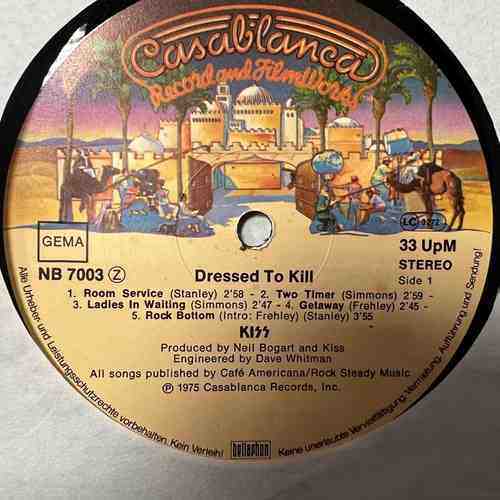 Casablanca
Record and FilmWorks
GEMA
NB 7003 Z
33 UpM
STEREO
Side 1
Dressed To Kill
1. Room Service (Stanley) 2'58 - 2. Two Timer (Simmons) 2'59 -
3. Ladies In Waiting (Simmons) 2'47 - 4. Getaway (Frehley) 2'45 -
5. Rock Bottom (Intro: Frehley) (Stanley) 3'55
KISS
Produced by Neil Bogart and Kiss
Engineered by Dave Whitman
All songs published by Café Americana/Rock Steady Music
Ⓟ 1975 Casablanca Records, Inc.
Alle Urheber- und Leistungsschutzrechte vorbehalten. Kein Verleih!
Keine unerlaubte Vervielfältigung, Vermietung, Aufführung und Sendung!
bellaphon